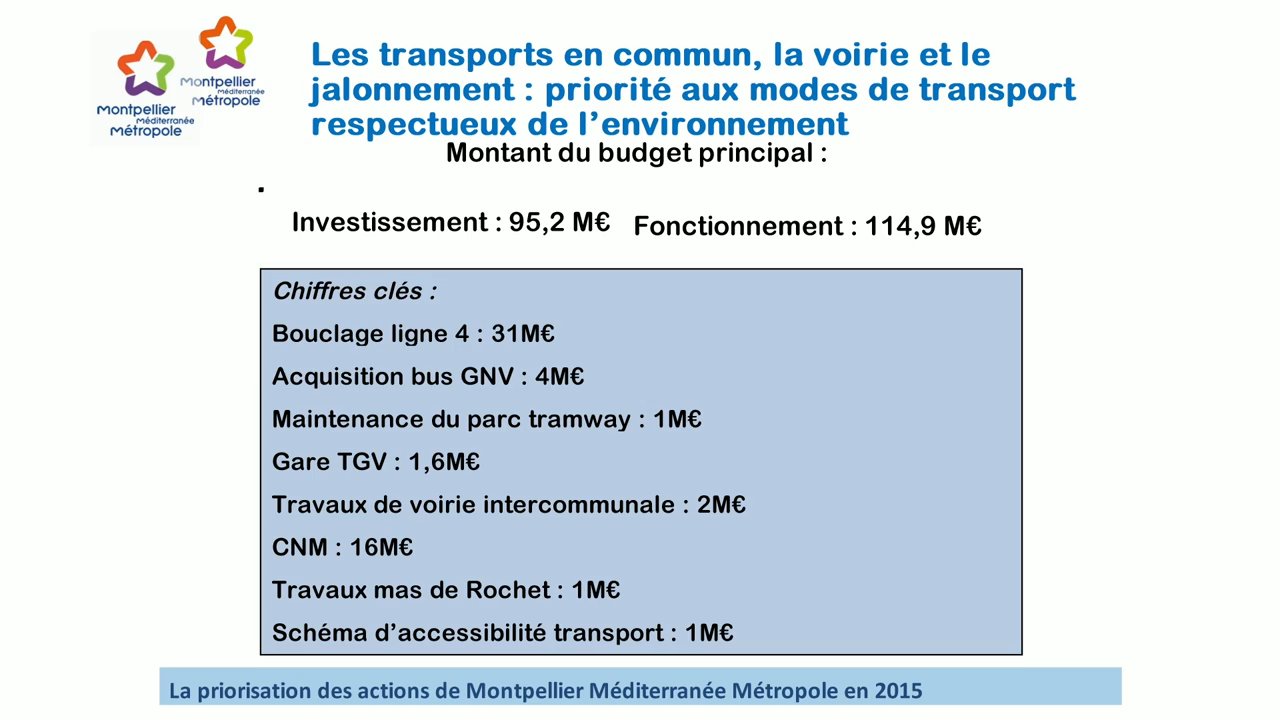 montpellier
méditerranée
métropole
montpellier
méditerranée
métropole
Les transports en commun, la voirie et le
jalonnement : priorité aux modes de transport
respectueux de l’environnement
Montant du budget principal :
.
Investissement : 95,2 M€ Fonctionnement : 114,9 M€
Chiffres clés :
Bouclage ligne 4 : 31M€
Acquisition bus GNV : 4M€
Maintenance du parc tramway : 1M€
Gare TGV : 1,6M€
Travaux de voirie intercommunale : 2M€
CNM : 16M€
Travaux mas de Rochet : 1M€
Schéma d’accessibilité transport : 1M€
La priorisation des actions de Montpellier Méditerranée Métropole en 2015